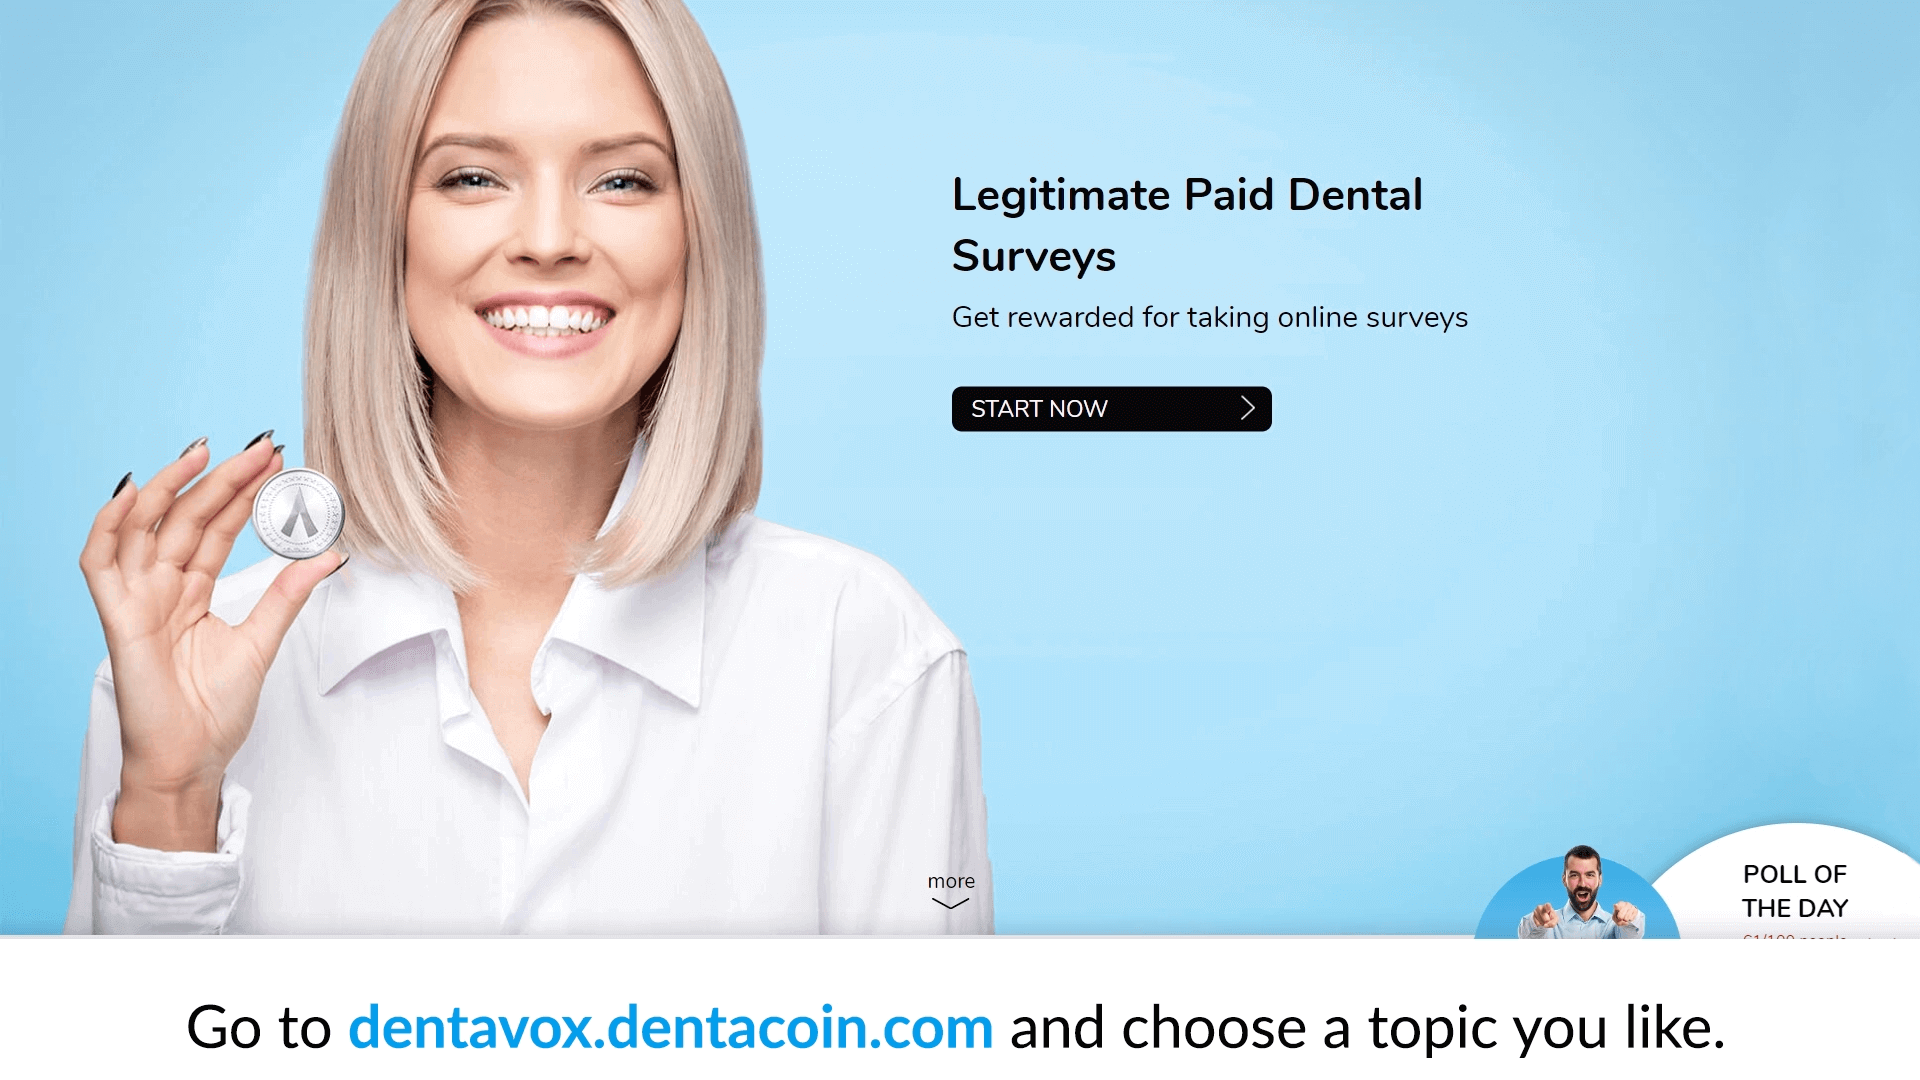 Legitimate Paid Dental
Surveys
Get rewarded for taking online surveys
START NOW
more
POLL OF
THE DAY
Go to dentavox.dentacoin.com and choose a topic you like.